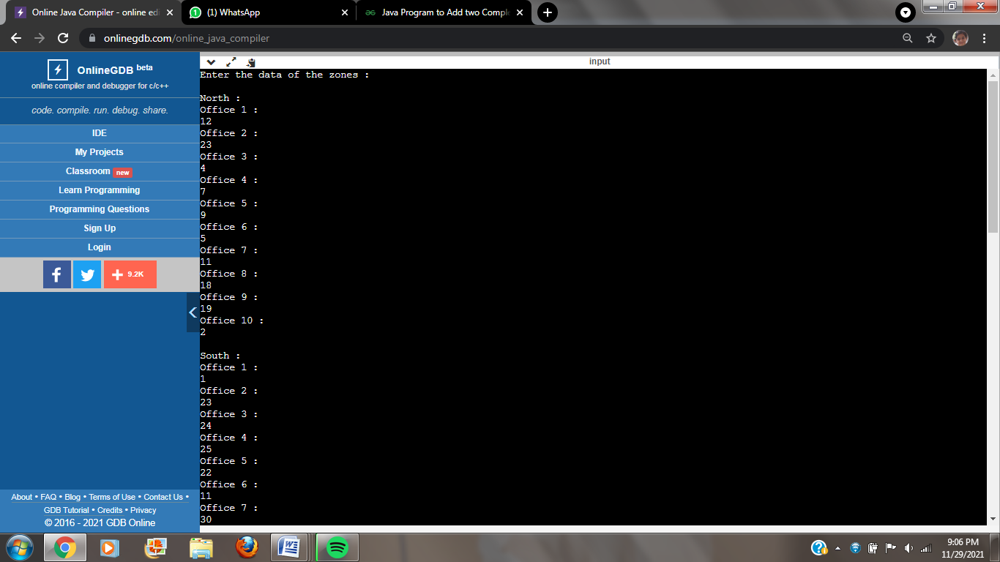 Online Java Compiler - online edi
(1) WhatsApp
Java Program to Add two Comple
onlinegdb.com/online_java_compiler
OnlineGDB beta
online compiler and debugger for c/c++
code. compile. run. debug. share.
IDE
My Projects
Classroom new
Learn Programming
Programming Questions
Sign Up
Login
9.2K
About • FAQ • Blog • Terms of Use • Contact Us •
GDB Tutorial • Credits • Privacy
© 2016 - 2021 GDB Online
input
Enter the data of the zones :
North :
Office 1 :
12
Office 2 :
23
Office 3 :
4
Office 4 :
7
Office 5 :
9
Office 6 :
5
Office 7 :
11
Office 8 :
18
Office 9 :
19
Office 10 :
2
South :
Office 1 :
1
Office 2 :
23
Office 3 :
24
Office 4 :
25
Office 5 :
22
Office 6 :
11
Office 7 :
30
9:06 PM
11/29/2021